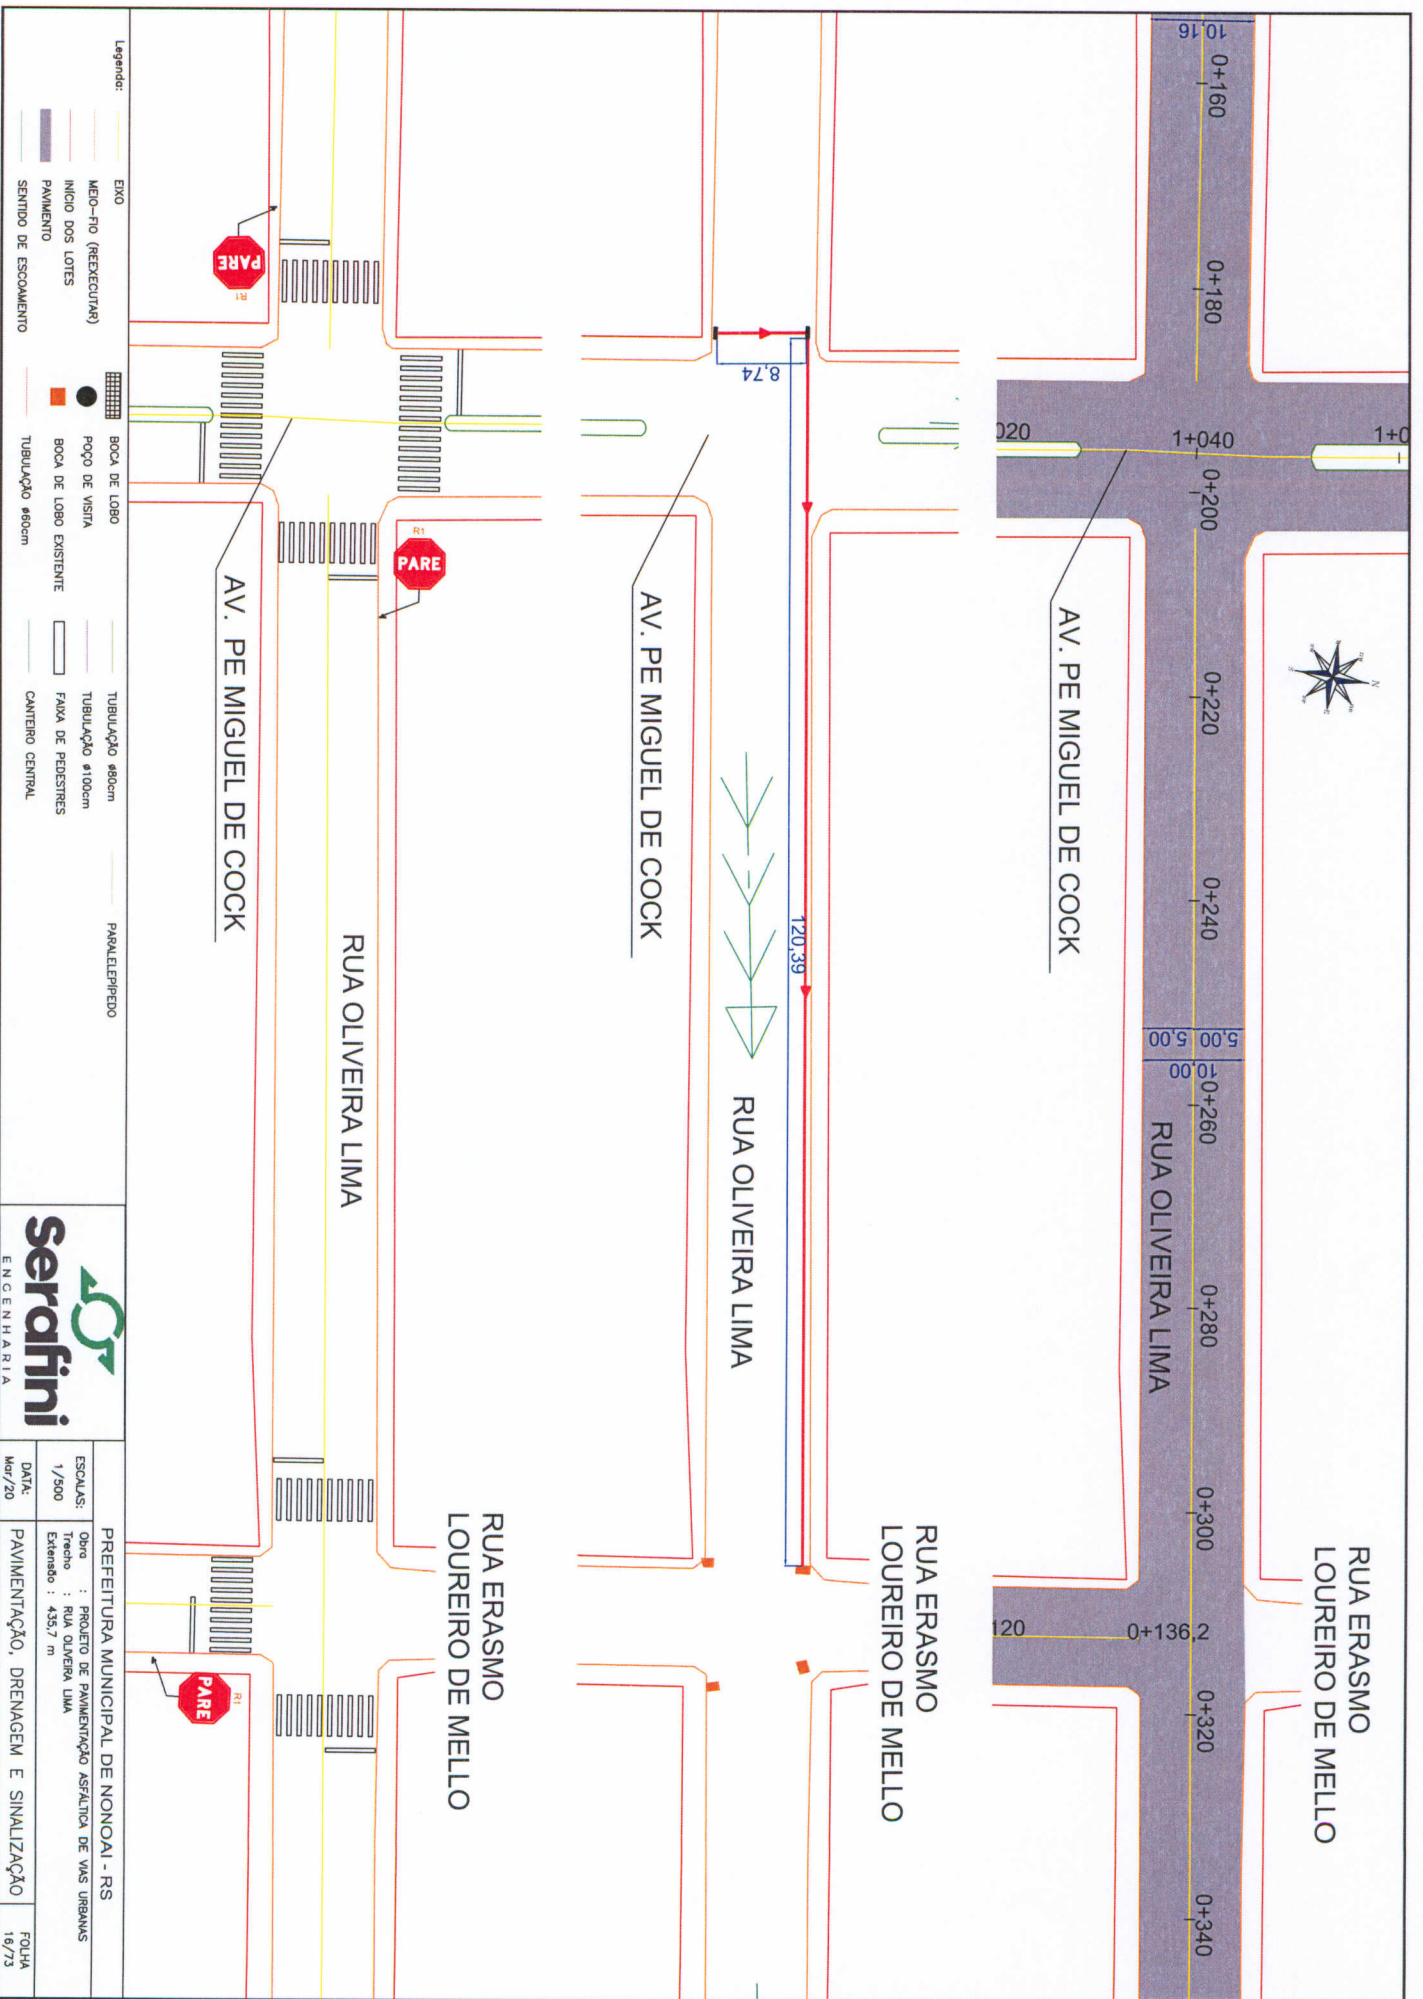 10,16
0+160
0+180
0+200
0+220
0+240
0+260
0+280
0+300
0+320
0+340
020
1+040
1+0
5,00
5,00
10,00
RUA OLIVEIRA LIMA
AV. PE MIGUEL DE COCK
120
0+136,2
RUA ERASMO
LOUREIRO DE MELLO
N
8,74
120,39
AV. PE MIGUEL DE COCK
RUA OLIVEIRA LIMA
RUA ERASMO
LOUREIRO DE MELLO
PARE
R1
PARE
R1
AV. PE MIGUEL DE COCK
RUA OLIVEIRA LIMA
RUA ERASMO
LOUREIRO DE MELLO
PARE
R1
Legenda:
EIXO
MEIO-FIO (REEXECUTAR)
INÍCIO DOS LOTES
PAVIMENTO
SENTIDO DE ESCOAMENTO
BOCA DE LOBO
POÇO DE VISITA
BOCA DE LOBO EXISTENTE
TUBULAÇÃO ø60cm
TUBULAÇÃO ø80cm
TUBULAÇÃO ø100cm
FAIXA DE PEDESTRES
CANTEIRO CENTRAL
PARALELEPÍPEDO
serafini
ENGENHARIA
PREFEITURA MUNICIPAL DE NONOAI - RS
ESCALAS:
1/500
Obra : PROJETO DE PAVIMENTAÇÃO ASFÁLTICA DE VIAS URBANAS
Trecho : RUA OLIVEIRA LIMA
Extensão : 435,7 m
DATA:
Mar/20
PAVIMENTAÇÃO, DRENAGEM E SINALIZAÇÃO
FOLHA
16/73